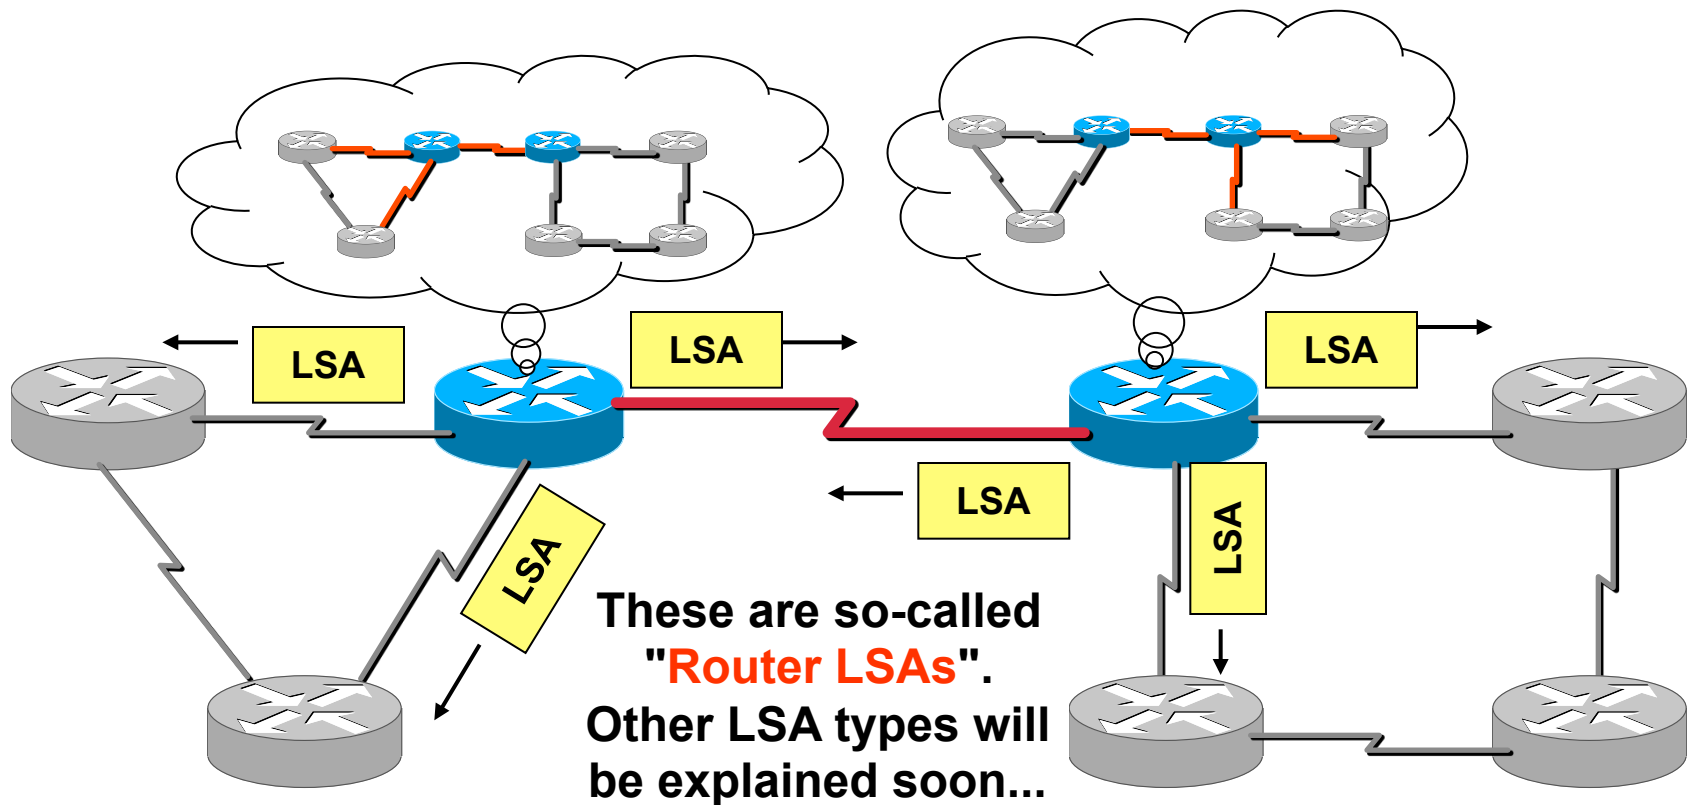 LSA
LSA
LSA
LSA
LSA
LSA
These are so-called
"Router LSAs".
Other LSA types will
be explained soon...